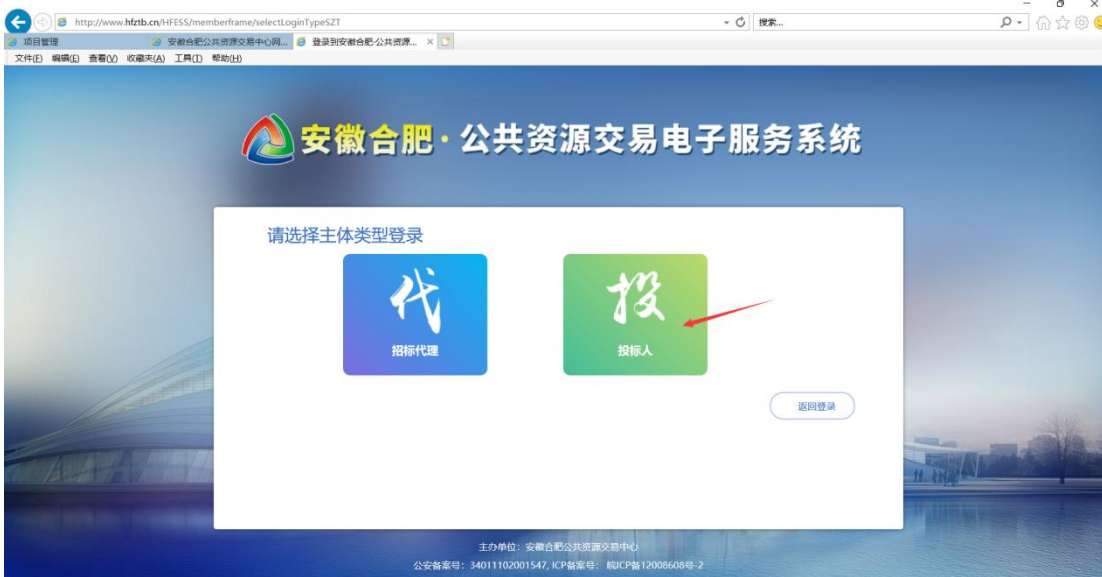 http://www.hfztb.cn/HFESS/memberframe/selectLoginTypeSZT
搜索...
项目管理
安徽合肥公共资源交易中心网...
登录到安徽合肥·公共资源...
文件(F) 编辑(E) 查看(V) 收藏夹(A) 工具(T) 帮助(H)
安徽合肥·公共资源交易电子服务系统
请选择主体类型登录
代
招标代理
投
投标人
返回登录
主办单位：安徽合肥公共资源交易中心
公安备案号：34011102001547, ICP备案号： 皖ICP备12008608号-2